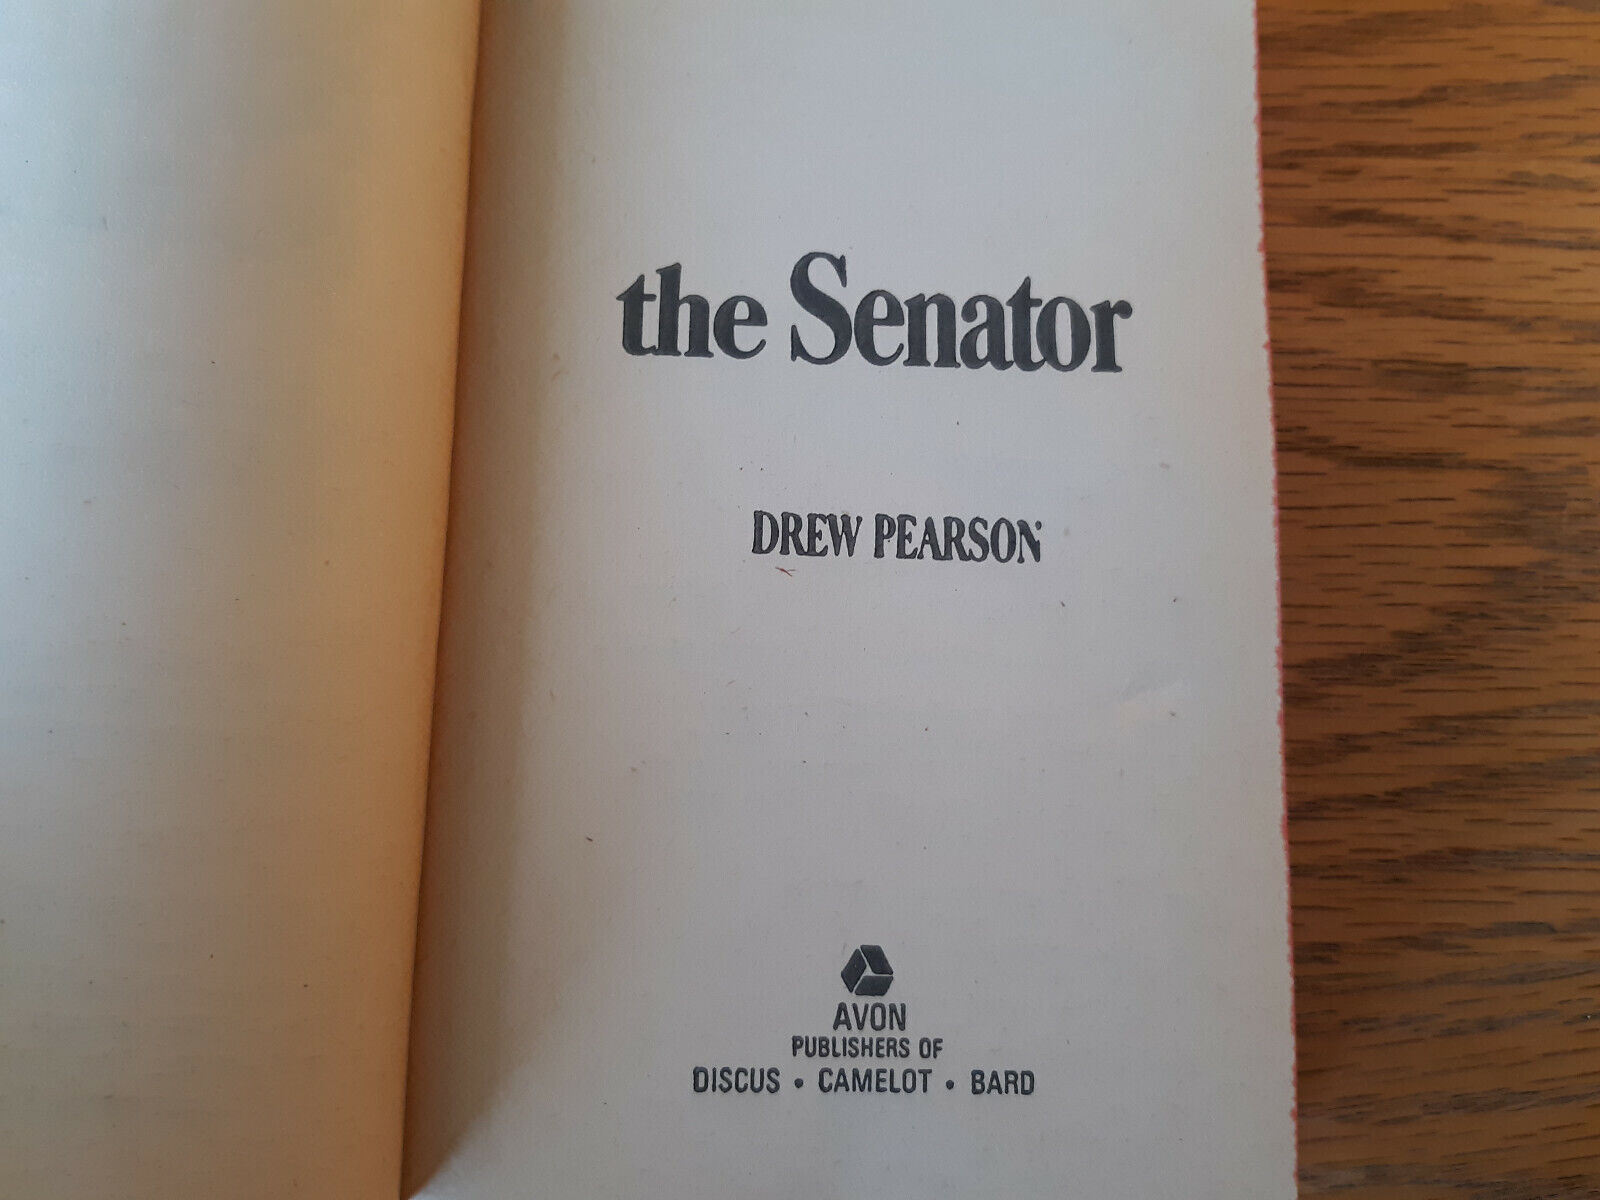 the Senator
DREW PEARSON
AVON
PUBLISHERS OF
DISCUS • CAMELOT • BARD